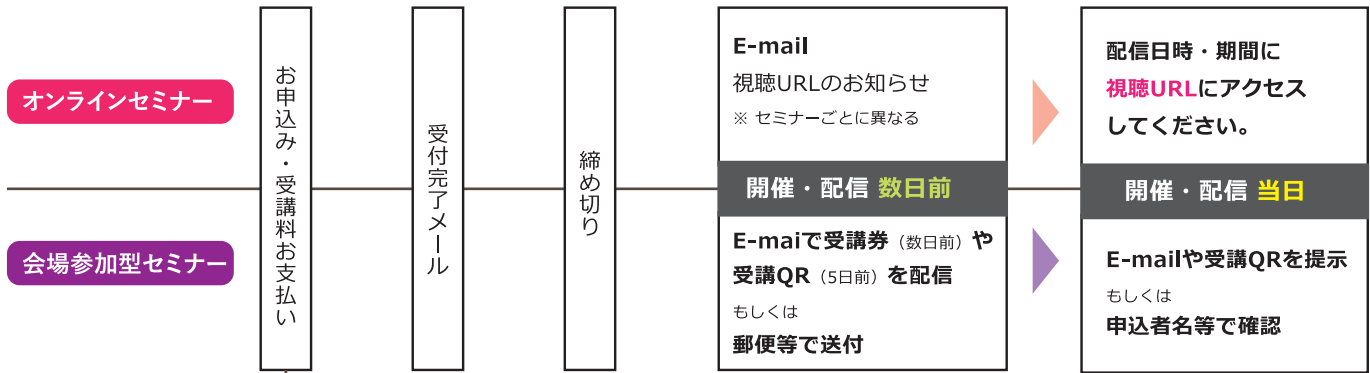 オンラインセミナー
会場参加型セミナー
お申込み・受講料お支払い
受付完了メール
締め切り
E-mail
視聴URLのお知らせ
※ セミナーごとに異なる
開催・配信 数日前
E-maiで受講券（数日前）や
受講QR（5日前）を配信
もしくは
郵便等で送付
配信日時・期間に
視聴URLにアクセス
してください。
開催・配信 当日
E-mailや受講QRを提示
もしくは
申込者名等で確認